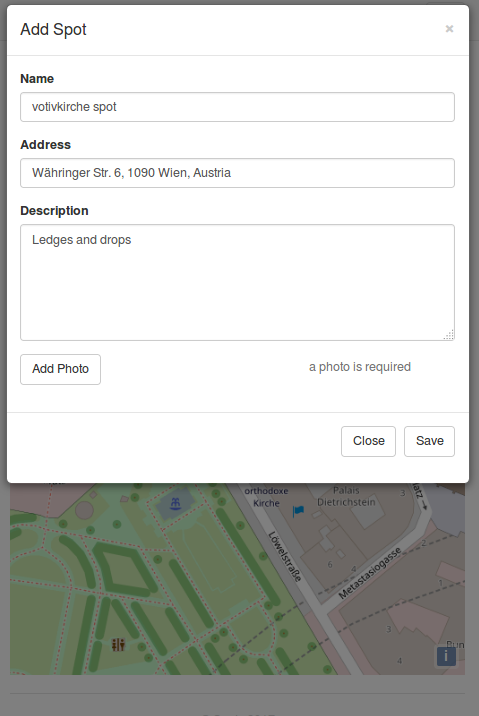 Add Spot
×
Name
votivkirche spot
Address
Währinger Str. 6, 1090 Wien, Austria
Description
Ledges and drops
Add Photo
a photo is required
Close
Save
orthodoxe
Kirche
Palais
Dietrichstein
3
Löwelstraße
Metastasiogasse
2
6
4
1
3
4
i